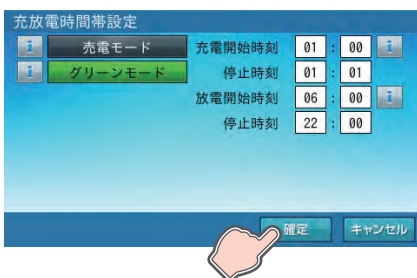 充放電時間帯設定
i 売電モード 充電開始時刻 01 : 00 i
i グリーンモード 停止時刻 01 : 01
放電開始時刻 06 : 00 i
停止時刻 22 : 00
確定 キャンセル